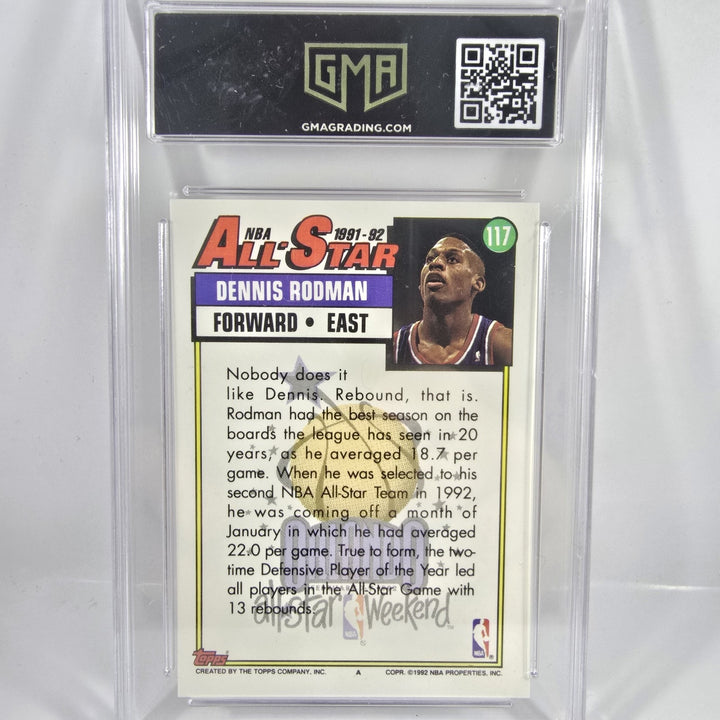 GMA
GMAGRADING.COM
117
NBA 1991-92
ALL-STAR
DENNIS RODMAN
FORWARD • EAST
Nobody does it
like Dennis. Rebound, that is.
Rodman had the best season on the
boards the league has seen in 20
years, as he averaged 18.7 per
game. When he was selected to his
second NBA All-Star Team in 1992,
he was coming off a month of
January in which he had averaged
22.0 per game. True to form, the two-
time Defensive Player of the Year led
all players in the All-Star Game with
13 rebounds.
ORLANDO
all-star weekend
NBA
NBA
TOPPS
CREATED BY THE TOPPS COMPANY, INC. A COPR. ©1992 NBA PROPERTIES, INC.